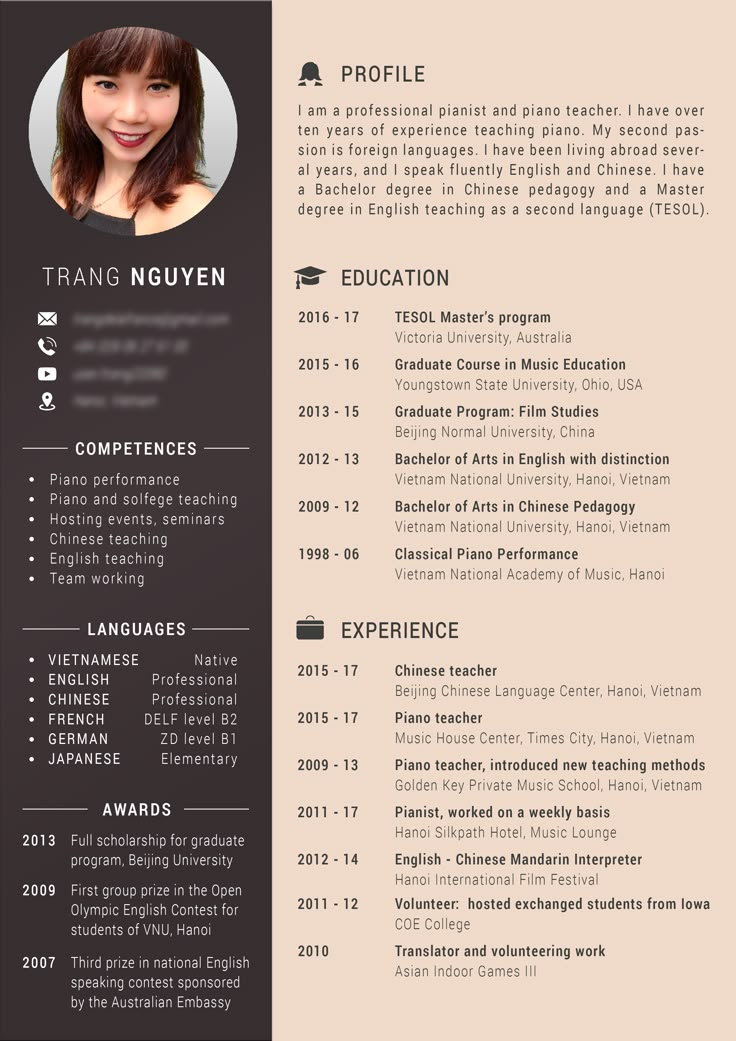 TRANG NGUYEN
COMPETENCES
• Piano performance
• Piano and solfege teaching
• Hosting events, seminars
• Chinese teaching
• English teaching
• Team working
LANGUAGES
• VIETNAMESE Native
• ENGLISH Professional
• CHINESE Professional
• FRENCH DELF level B2
• GERMAN ZD level B1
• JAPANESE Elementary
AWARDS
2013 Full scholarship for graduate
program, Beijing University
2009 First group prize in the Open
Olympic English Contest for
students of VNU, Hanoi
2007 Third prize in national English
speaking contest sponsored
by the Australian Embassy
PROFILE
I am a professional pianist and piano teacher. I have over
ten years of experience teaching piano. My second pas-
sion is foreign languages. I have been living abroad sever-
al years, and I speak fluently English and Chinese. I have
a Bachelor degree in Chinese pedagogy and a Master
degree in English teaching as a second language (TESOL).
EDUCATION
2016 - 17 TESOL Master's program
Victoria University, Australia
2015 - 16 Graduate Course in Music Education
Youngstown State University, Ohio, USA
2013 - 15 Graduate Program: Film Studies
Beijing Normal University, China
2012 - 13 Bachelor of Arts in English with distinction
Vietnam National University, Hanoi, Vietnam
2009 - 12 Bachelor of Arts in Chinese Pedagogy
Vietnam National University, Hanoi, Vietnam
1998 - 06 Classical Piano Performance
Vietnam National Academy of Music, Hanoi
EXPERIENCE
2015 - 17 Chinese teacher
Beijing Chinese Language Center, Hanoi, Vietnam
2015 - 17 Piano teacher
Music House Center, Times City, Hanoi, Vietnam
2009 - 13 Piano teacher, introduced new teaching methods
Golden Key Private Music School, Hanoi, Vietnam
2011 - 17 Pianist, worked on a weekly basis
Hanoi Silkpath Hotel, Music Lounge
2012 - 14 English - Chinese Mandarin Interpreter
Hanoi International Film Festival
2011 - 12 Volunteer: hosted exchanged students from Iowa
COE College
2010 Translator and volunteering work
Asian Indoor Games III